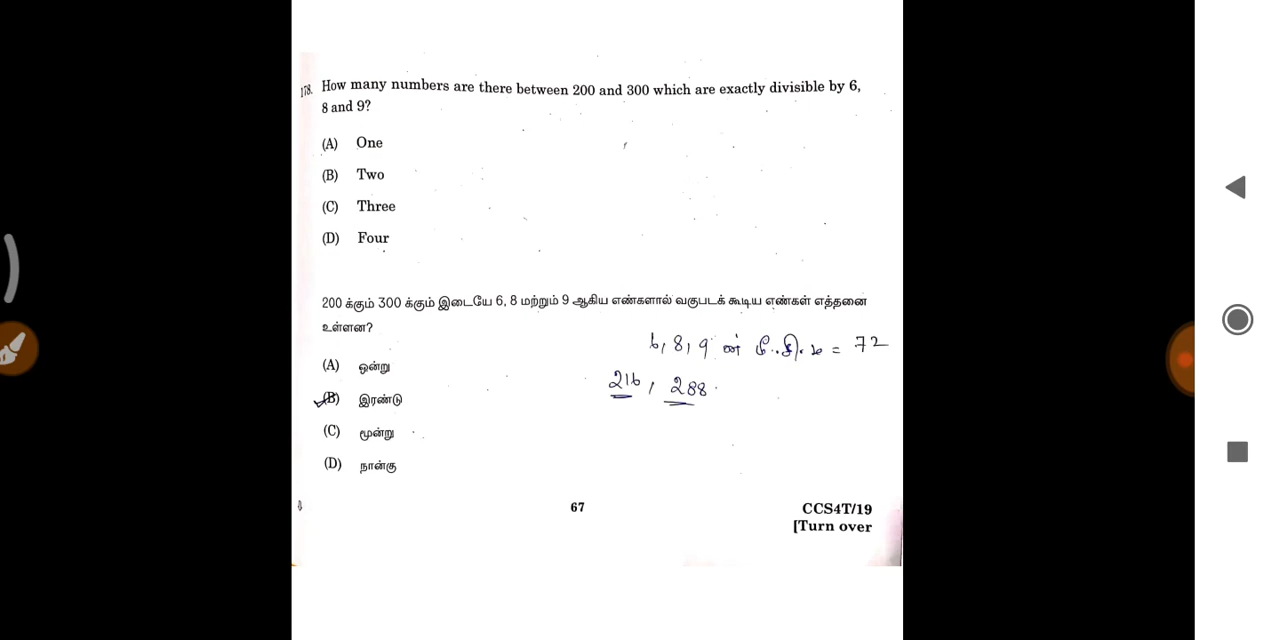 178. How many numbers are there between 200 and 300 which are exactly divisible by 6,
8 and 9?
(A) One
(B) Two
(C) Three
(D) Four
200 க்கும் 300 க்கும் இடையே 6, 8 மற்றும் 9 ஆகிய எண்களால் வகுபடக் கூடிய எண்கள் எத்தனை
உள்ளன?
6, 8, 9 ன் மீ.சி.ம = 72
(A) ஒன்று
216, 288
(B) இரண்டு
(C) மூன்று
(D) நான்கு
67
CCS4T/19
[Turn over